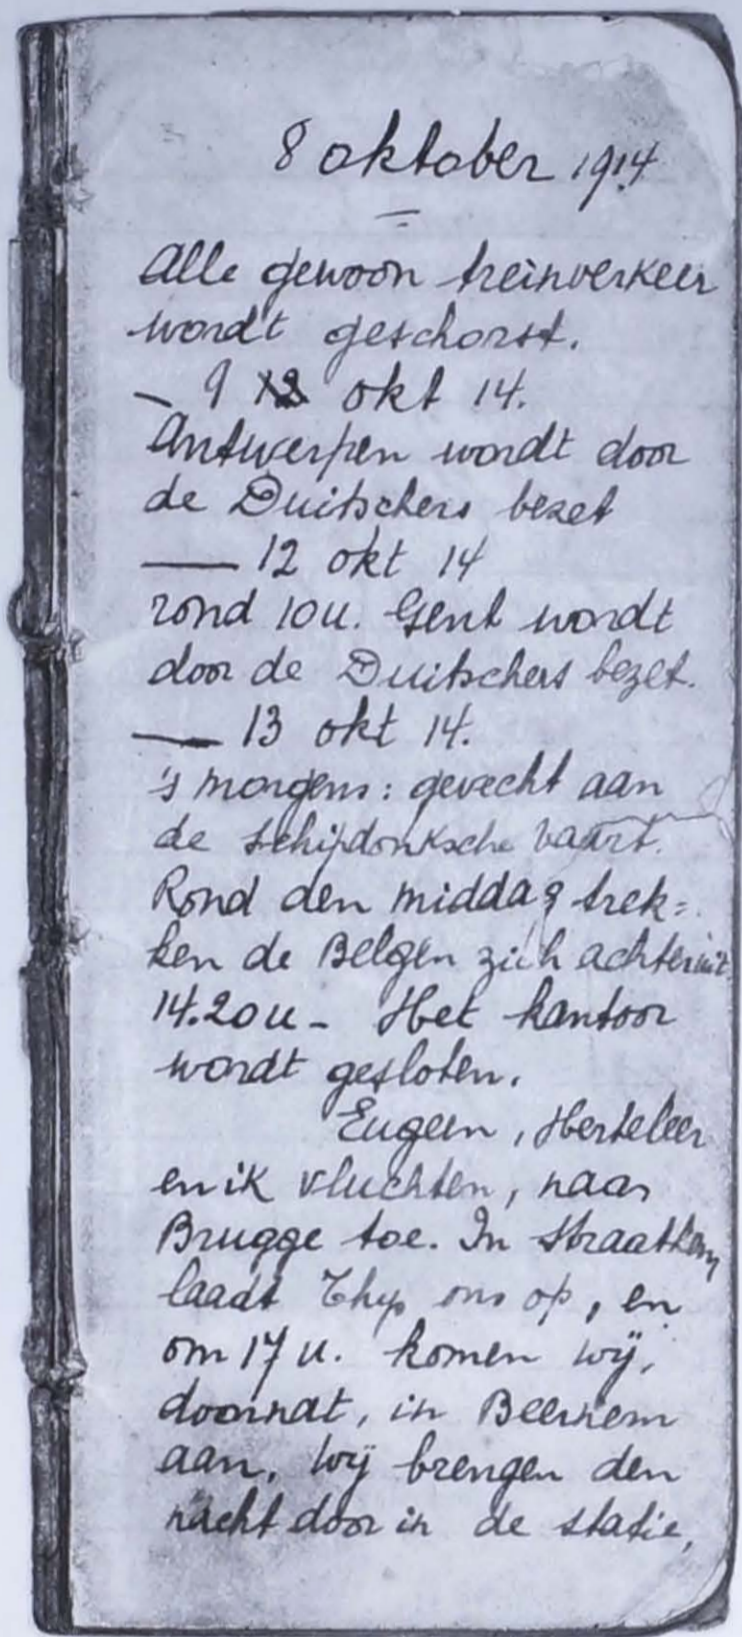 8 oktober 1914
Alle gewoon treinverkeer
wordt geschorst.
— 9 okt 14.
Antwerpen wordt door
de Duitschers bezet
— 12 okt 14
rond 10 u. Gent wordt
door de Duitschers bezet.
— 13 okt 14.
's morgens: gevecht aan
de Schipdonksche vaart.
Rond den middag trek=
ken de Belgen zich achteruit
14.20 u - Het kantoor
wordt gesloten.
Eugeen, Herteleer
en ik vluchten, naar
Brugge toe. In Straatkem
laadt Thys ons op, en
om 17 u. komen wij,
doornat, in Beernem
aan. Wij brengen den
nacht door in de statie,